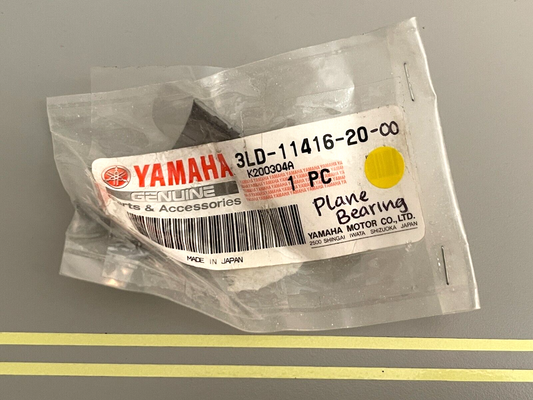 YAMAHA 3LD-11416-20-00
K200304A
GENUINE
Parts & Accessories
1 PC
Plane
Bearing
YAMAHA MOTOR CO., LTD.
2500 SHINGAI IWATA SHIZUOKA JAPAN
MADE IN JAPAN